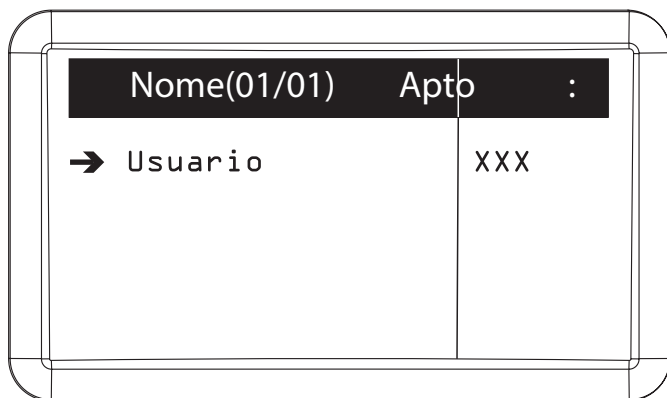 Nome(01/01) Apto :
➔ Usuario XXX